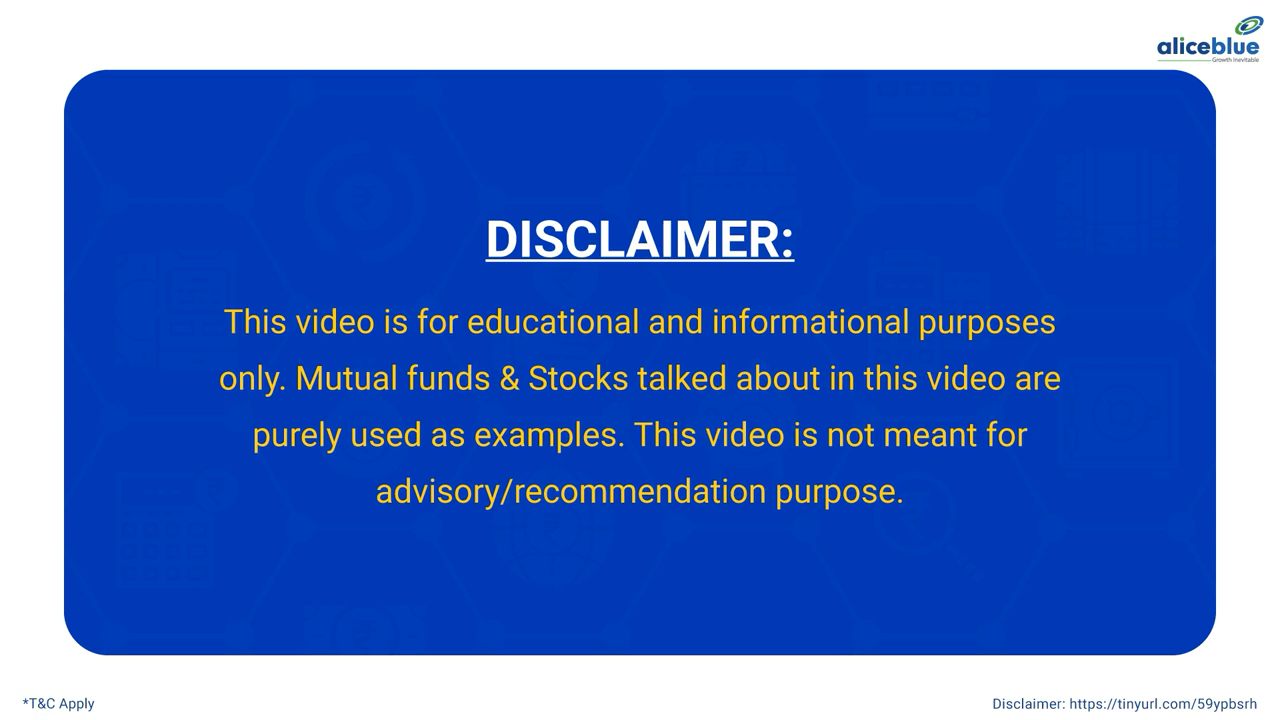 aliceblue
Growth inevitable
DISCLAIMER:
This video is for educational and informational purposes
only. Mutual funds & Stocks talked about in this video are
purely used as examples. This video is not meant for
advisory/recommendation purpose.
*T&C Apply
Disclaimer: https://tinyurl.com/59ypbsrh